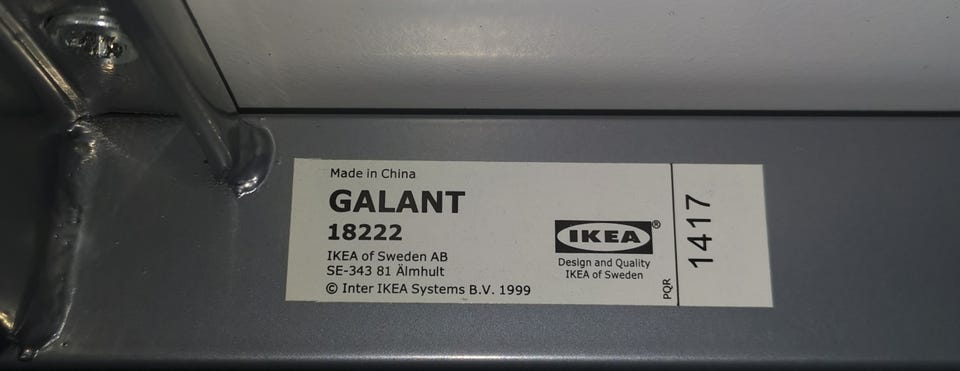 Made in China
GALANT
18222
IKEA of Sweden AB
SE-343 81 Älmhult
© Inter IKEA Systems B.V. 1999
IKEA®
Design and Quality
IKEA of Sweden
PQR
1417